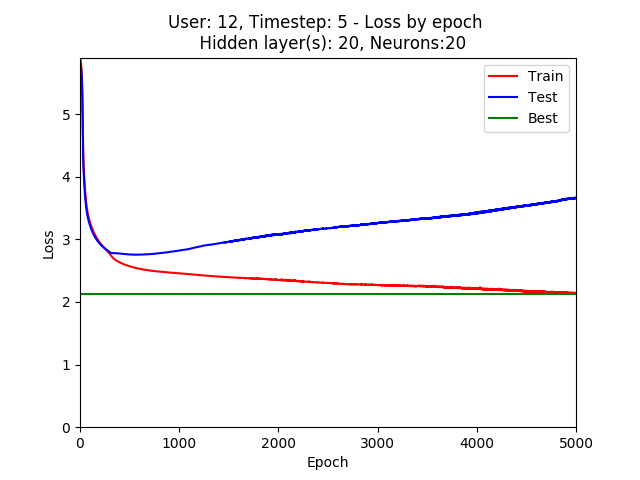 User: 12, Timestep: 5 - Loss by epoch
Hidden layer(s): 20, Neurons:20
Train
Test
Best
Loss
5
4
3
2
1
0
0 1000 2000 3000 4000 5000
Epoch